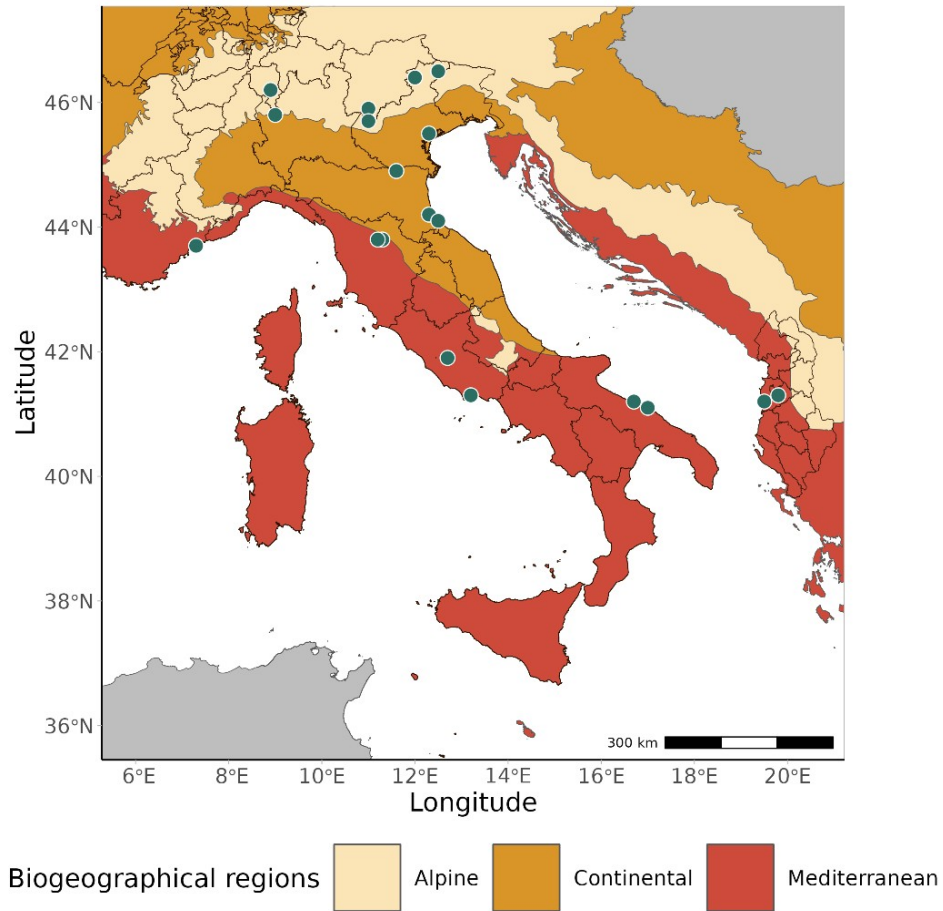 46°N
44°N
42°N
40°N
38°N
36°N
Latitude
300 km
6°E 8°E 10°E 12°E 14°E 16°E 18°E 20°E
Longitude
Biogeographical regions Alpine Continental Mediterranean